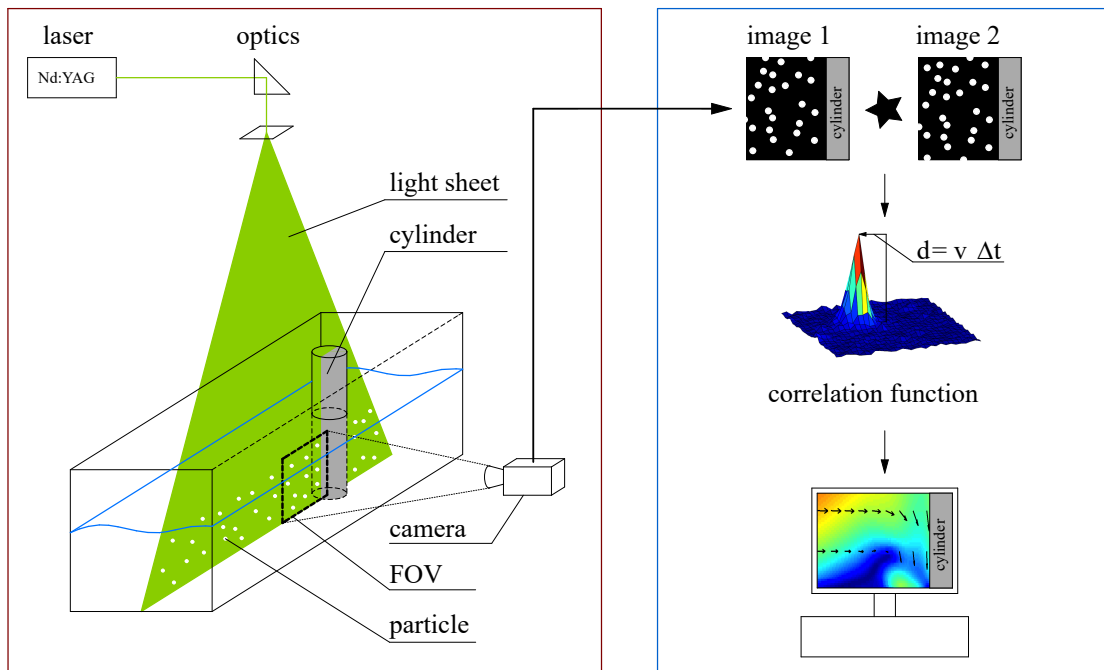 laser
optics
Nd:YAG
light sheet
cylinder
camera
FOV
particle
image 1
image 2
cylinder
cylinder
d= v Δt
correlation function
cylinder